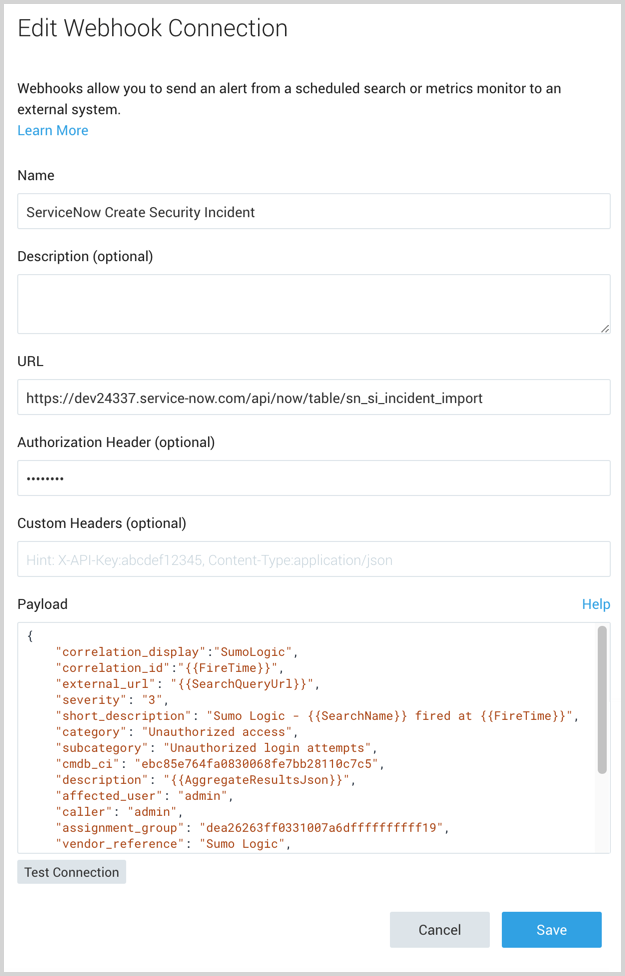 Edit Webhook Connection
Webhooks allow you to send an alert from a scheduled search or metrics monitor to an
external system.
Learn More
Name
ServiceNow Create Security Incident
Description (optional)
URL
https://dev24337.service-now.com/api/now/table/sn_si_incident_import
Authorization Header (optional)
••••••••
Custom Headers (optional)
Hint: X-API-Key:abcdef12345, Content-Type:application/json
Payload Help
{
"correlation_display":"SumoLogic",
"correlation_id":"{{FireTime}}",
"external_url": "{{SearchQueryUrl}}",
"severity": "3",
"short_description": "Sumo Logic - {{SearchName}} fired at {{FireTime}}",
"category": "Unauthorized access",
"subcategory": "Unauthorized login attempts",
"cmdb_ci": "ebc85e764fa0830068fe7bb28110c7c5",
"description": "{{AggregateResultsJson}}",
"affected_user": "admin",
"caller": "admin",
"assignment_group": "dea26263ff0331007a6dffffffffff19",
"vendor_reference": "Sumo Logic",
Test Connection
Cancel Save